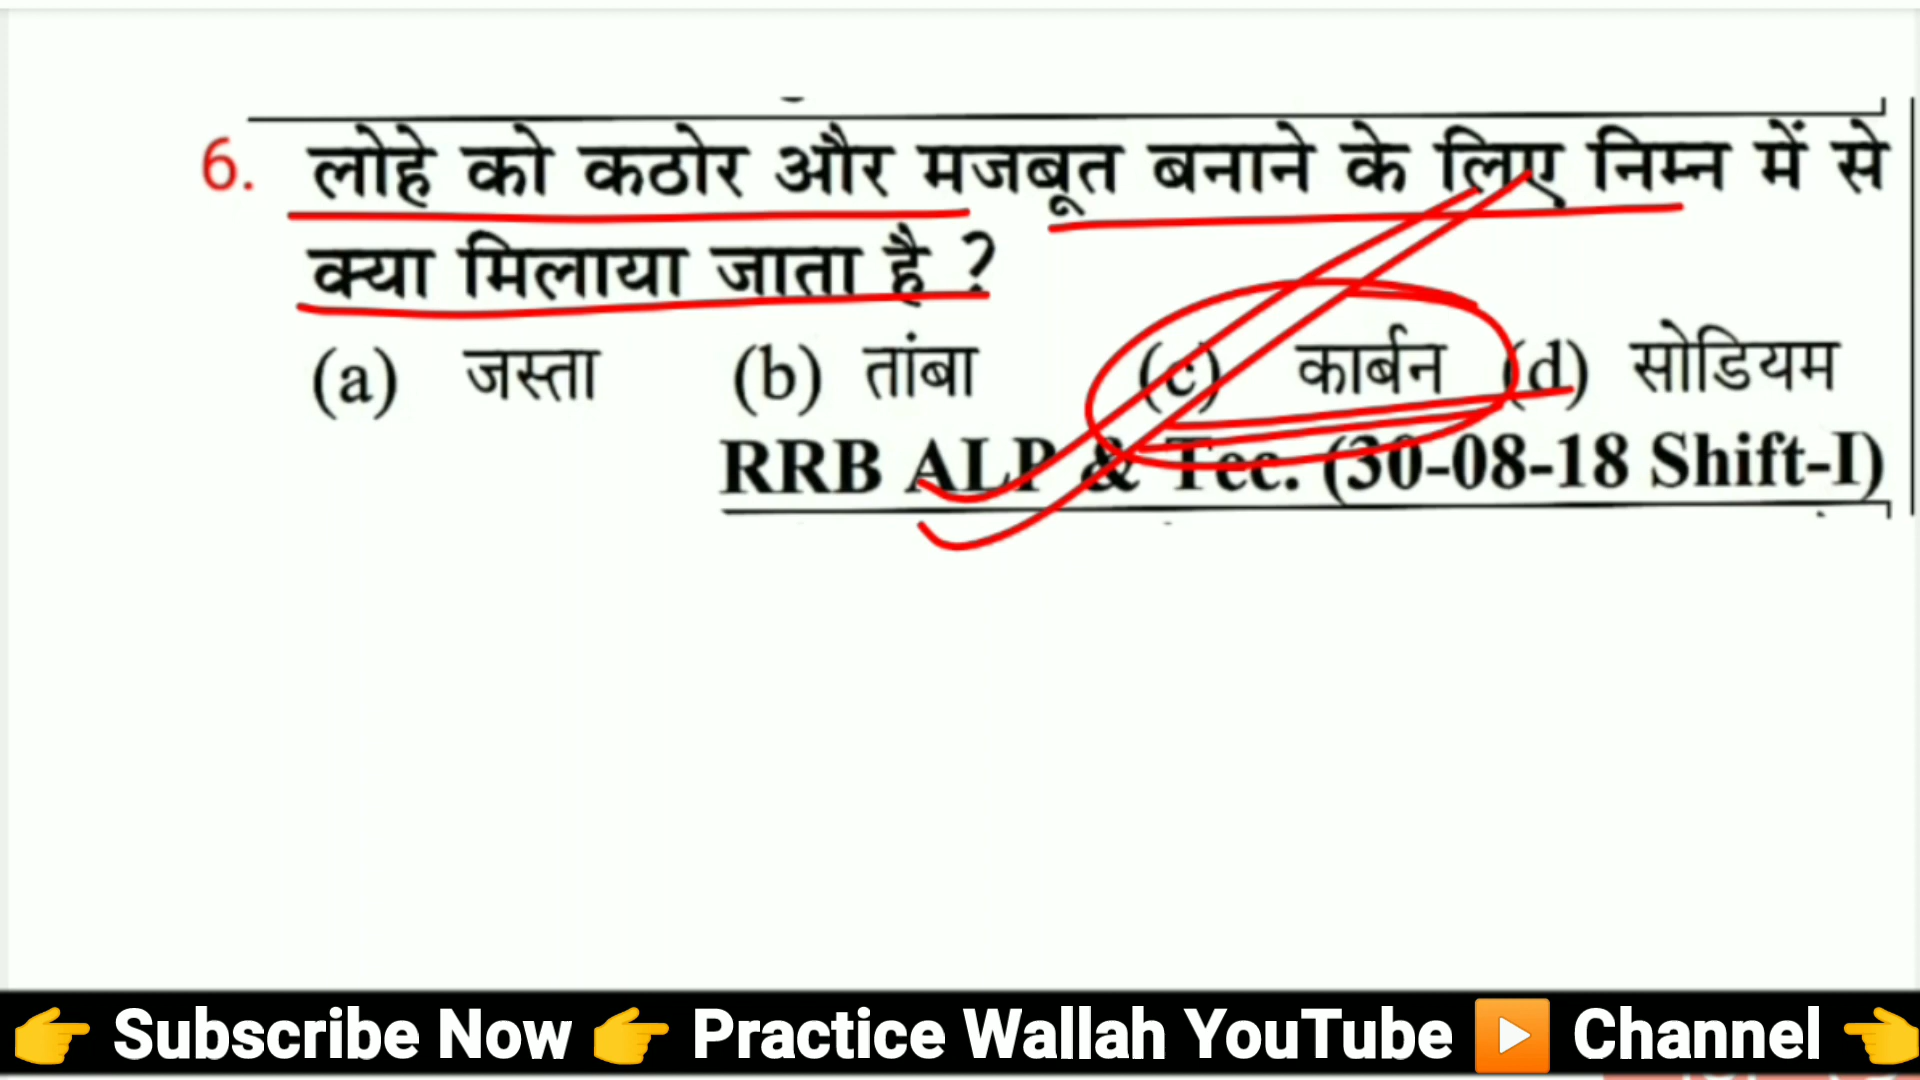 6. लोहे को कठोर और मजबूत बनाने के लिए निम्न में से
क्या मिलाया जाता है ?
(a) जस्ता (b) तांबा (c) कार्बन (d) सोडियम
RRB ALP & Tec. (30-08-18 Shift-I)
👉 Subscribe Now 👉 Practice Wallah YouTube ▶️ Channel 👈